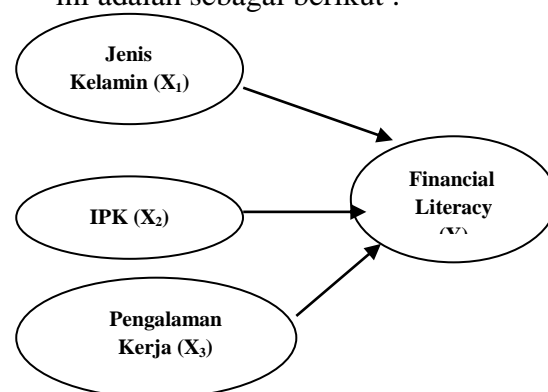 ini adalah sebagai berikut :
Jenis
Kelamin (X₁)
Financial
Literacy
IPK (X₂)
Pengalaman
Kerja (X₃)